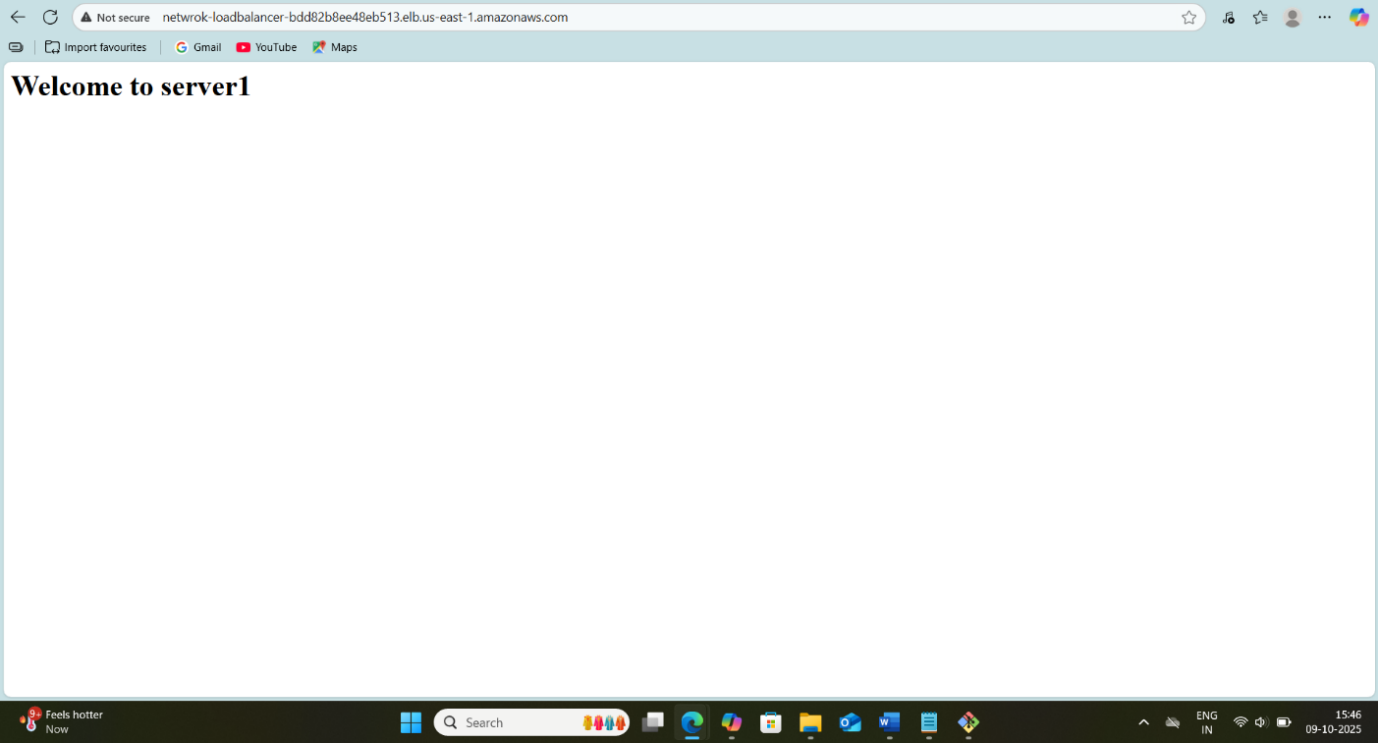 Not secure netwrok-loadbalancer-bdd82b8ee48eb513.elb.us-east-1.amazonaws.com
Import favourites Gmail YouTube Maps
Welcome to server1
9+
Feels hotter
Now
Search
ENG
IN
15:46
09-10-2025